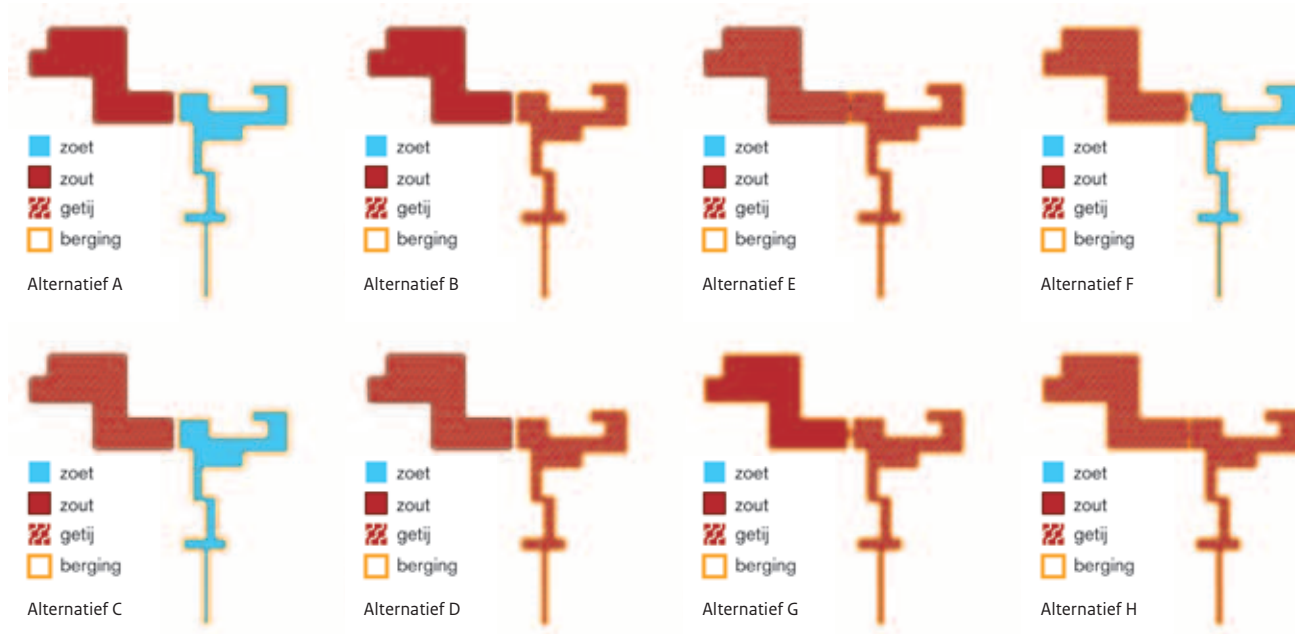 zoet
zout
getij
berging
Alternatief A
zoet
zout
getij
berging
Alternatief B
zoet
zout
getij
berging
Alternatief E
zoet
zout
getij
berging
Alternatief F
zoet
zout
getij
berging
Alternatief C
zoet
zout
getij
berging
Alternatief D
zoet
zout
getij
berging
Alternatief G
zoet
zout
getij
berging
Alternatief H